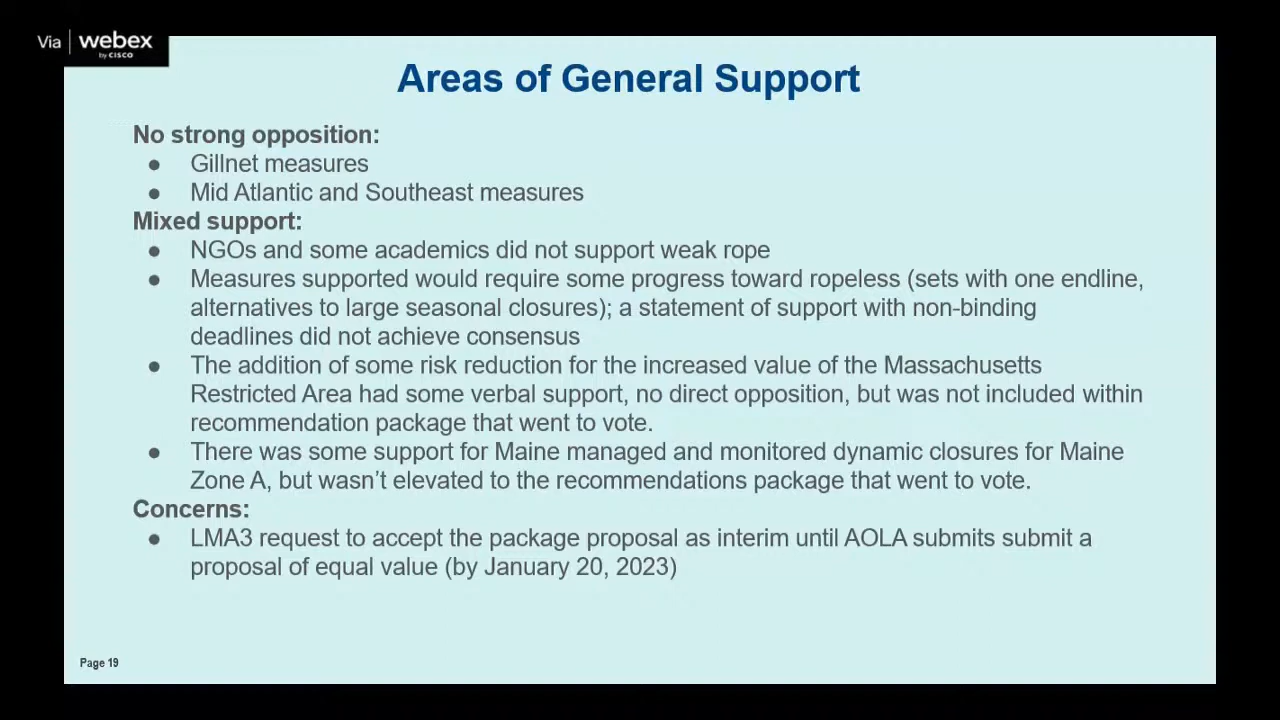 Via webex
by CISCO
Areas of General Support
No strong opposition:
● Gillnet measures
● Mid Atlantic and Southeast measures
Mixed support:
● NGOs and some academics did not support weak rope
● Measures supported would require some progress toward ropeless (sets with one endline,
alternatives to large seasonal closures); a statement of support with non-binding
deadlines did not achieve consensus
● The addition of some risk reduction for the increased value of the Massachusetts
Restricted Area had some verbal support, no direct opposition, but was not included within
recommendation package that went to vote.
● There was some support for Maine managed and monitored dynamic closures for Maine
Zone A, but wasn’t elevated to the recommendations package that went to vote.
Concerns:
● LMA3 request to accept the package proposal as interim until AOLA submits submit a
proposal of equal value (by January 20, 2023)
Page 19